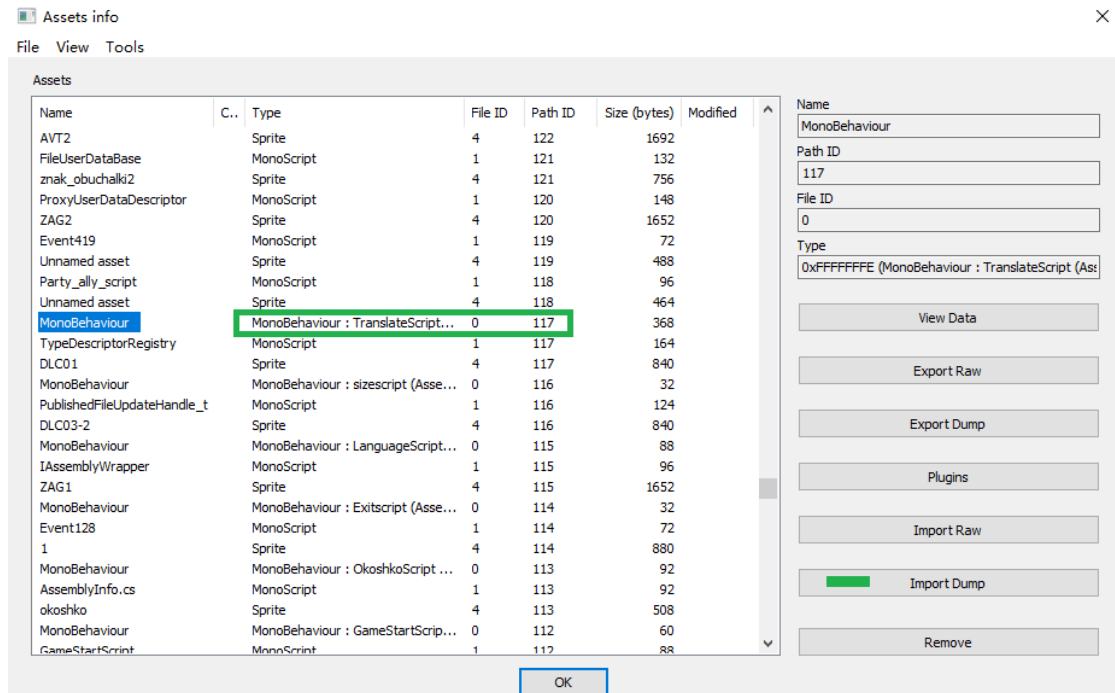 Assets info
File View Tools
Assets
Name C.. Type File ID Path ID Size (bytes) Modified
AVT2 Sprite 4 122 1692
FileUserDataBase MonoScript 1 121 132
znak_obuchalki2 Sprite 4 121 756
ProxyUserDataDescriptor MonoScript 1 120 148
ZAG2 Sprite 4 120 1652
Event419 MonoScript 1 119 72
Unnamed asset Sprite 4 119 488
Party_ally_script MonoScript 1 118 96
Unnamed asset Sprite 4 118 464
MonoBehaviour MonoBehaviour : TranslateScript... 0 117 368
TypeDescriptorRegistry MonoScript 1 117 164
DLC01 Sprite 4 117 840
MonoBehaviour MonoBehaviour : sizescript (Asse... 0 116 32
PublishedFileUpdateHandle_t MonoScript 1 116 124
DLC03-2 Sprite 4 116 840
MonoBehaviour MonoBehaviour : LanguageScript... 0 115 88
IAssemblyWrapper MonoScript 1 115 96
ZAG1 Sprite 4 115 1652
MonoBehaviour MonoBehaviour : Exitscript (Asse... 0 114 32
Event128 MonoScript 1 114 72
1 Sprite 4 114 880
MonoBehaviour MonoBehaviour : OkoshkoScript ... 0 113 92
AssemblyInfo.cs MonoScript 1 113 92
okoshko Sprite 4 113 508
MonoBehaviour MonoBehaviour : GameStartScrip... 0 112 60
GameStartScript MonoScript 1 112 88
Name
MonoBehaviour
Path ID
117
File ID
0
Type
0xFFFFFFFE (MonoBehaviour : TranslateScript (Ass
View Data
Export Raw
Export Dump
Plugins
Import Raw
Import Dump
Remove
OK